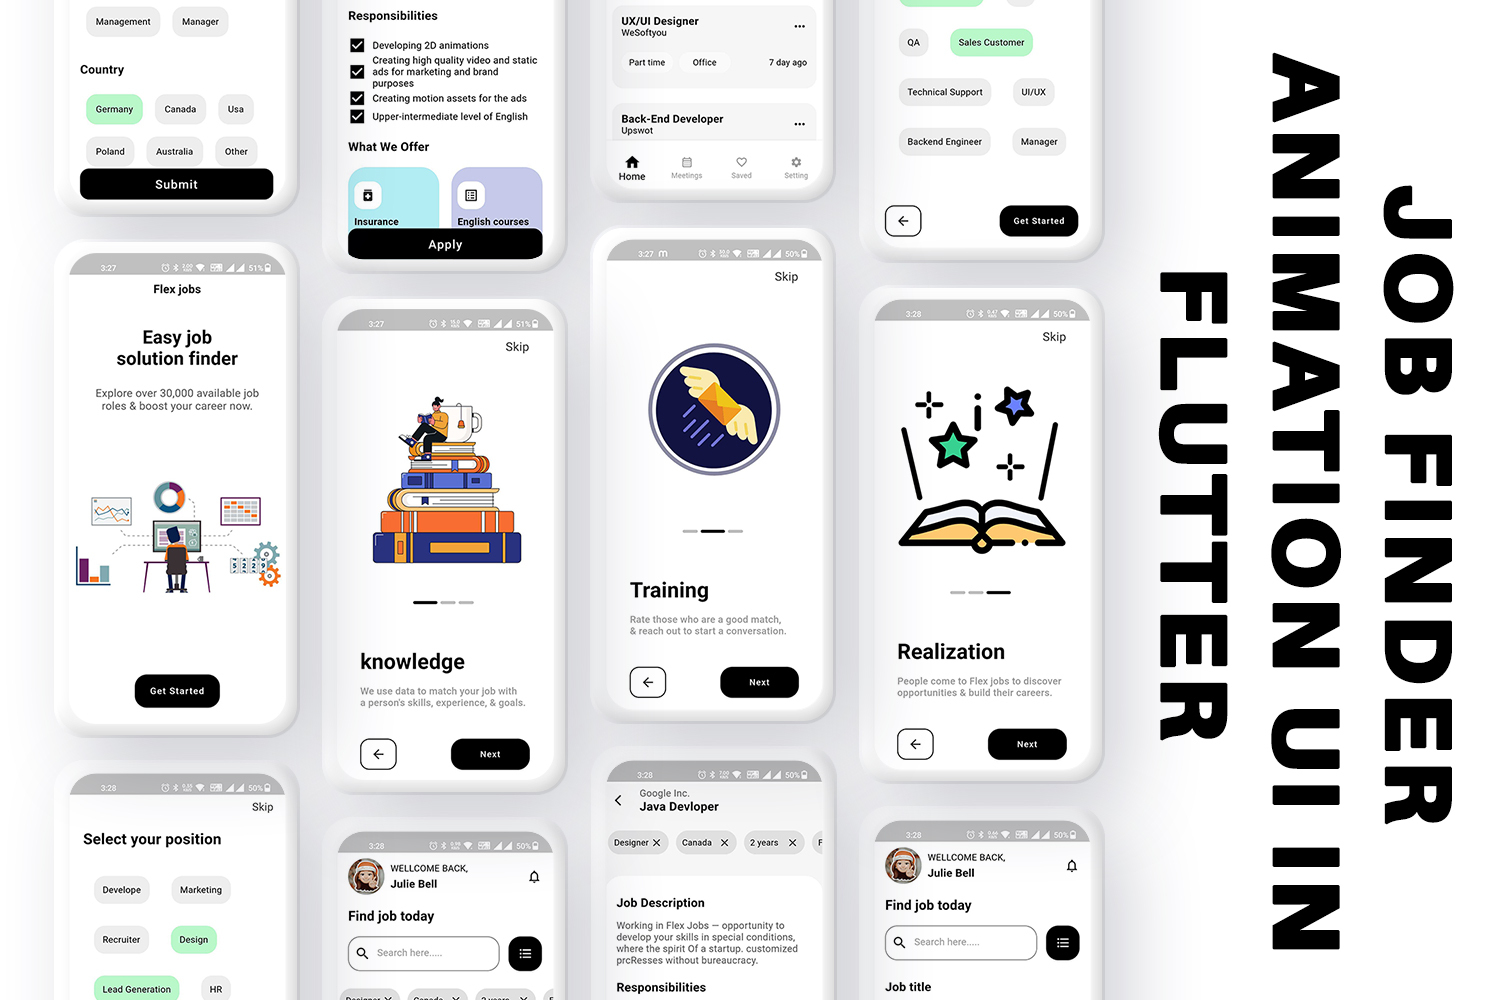 Management
Manager
Country
Germany
Canada
Usa
Poland
Australia
Other
Submit
3:27
51%
Flex jobs
Easy job
solution finder
Explore over 30,000 available job
roles & boost your career now.
Get Started
3:28
50%
Skip
Select your position
Develope
Marketing
Recruiter
Design
Lead Generation
HR
Responsibilities
Developing 2D animations
Creating high quality video and static
ads for marketing and brand
purposes
Creating motion assets for the ads
Upper-intermediate level of English
What We Offer
Insurance
English courses
Apply
3:27
51%
Skip
knowledge
We use data to match your job with
a person's skills, experience, & goals.
Next
3:28
50%
WELLCOME BACK,
Julie Bell
Find job today
Search here.....
Designer
Canada
2 years
UX/UI Designer
WeSoftyou
Part time
Office
7 day ago
Back-End Developer
Upswot
Home
Meetings
Saved
Setting
3:27
50%
Skip
Training
Rate those who are a good match,
& reach out to start a conversation.
Next
3:28
50%
Google Inc.
Java Devloper
Designer
Canada
2 years
F
Job Description
Working in Flex Jobs — opportunity to
develop your skills in special conditions,
where the spirit Of a startup. customized
prcResses without bureaucracy.
Responsibilities
QA
Sales Customer
Technical Support
UI/UX
Backend Engineer
Manager
Get Started
3:28
50%
Skip
Realization
People come to Flex jobs to discover
opportunities & build their careers.
Next
3:28
50%
WELLCOME BACK,
Julie Bell
Find job today
Search here.....
Job title
JOB FINDER
ANIMATION UI IN
FLUTTER